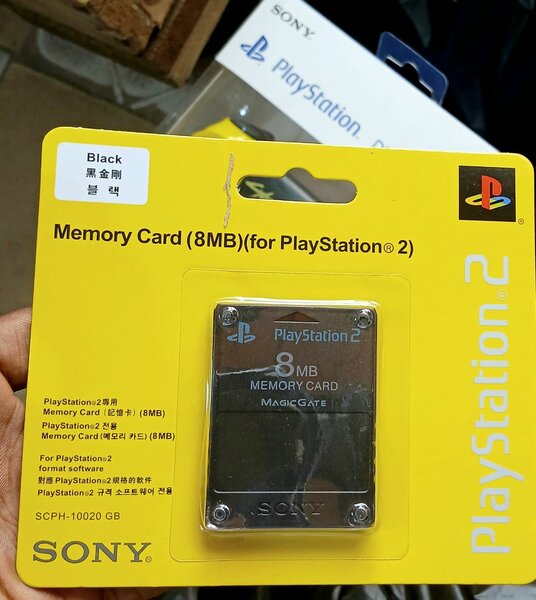 SONY
PlayStation®
Black
黑金剛
블랙
Memory Card (8MB)(for PlayStation® 2)
®
PlayStation®2
PlayStation 2
8MB
MEMORY CARD
MAGICGATE
SONY
PlayStation®2專用
Memory Card (記憶卡) (8MB)
PlayStation®2 전용
Memory Card (메모리 카드) (8MB)
For PlayStation®2
format software
對應 PlayStation®2規格的軟件
PlayStation®2 규격 소프트웨어 전용
SCPH-10020 GB
SONY®